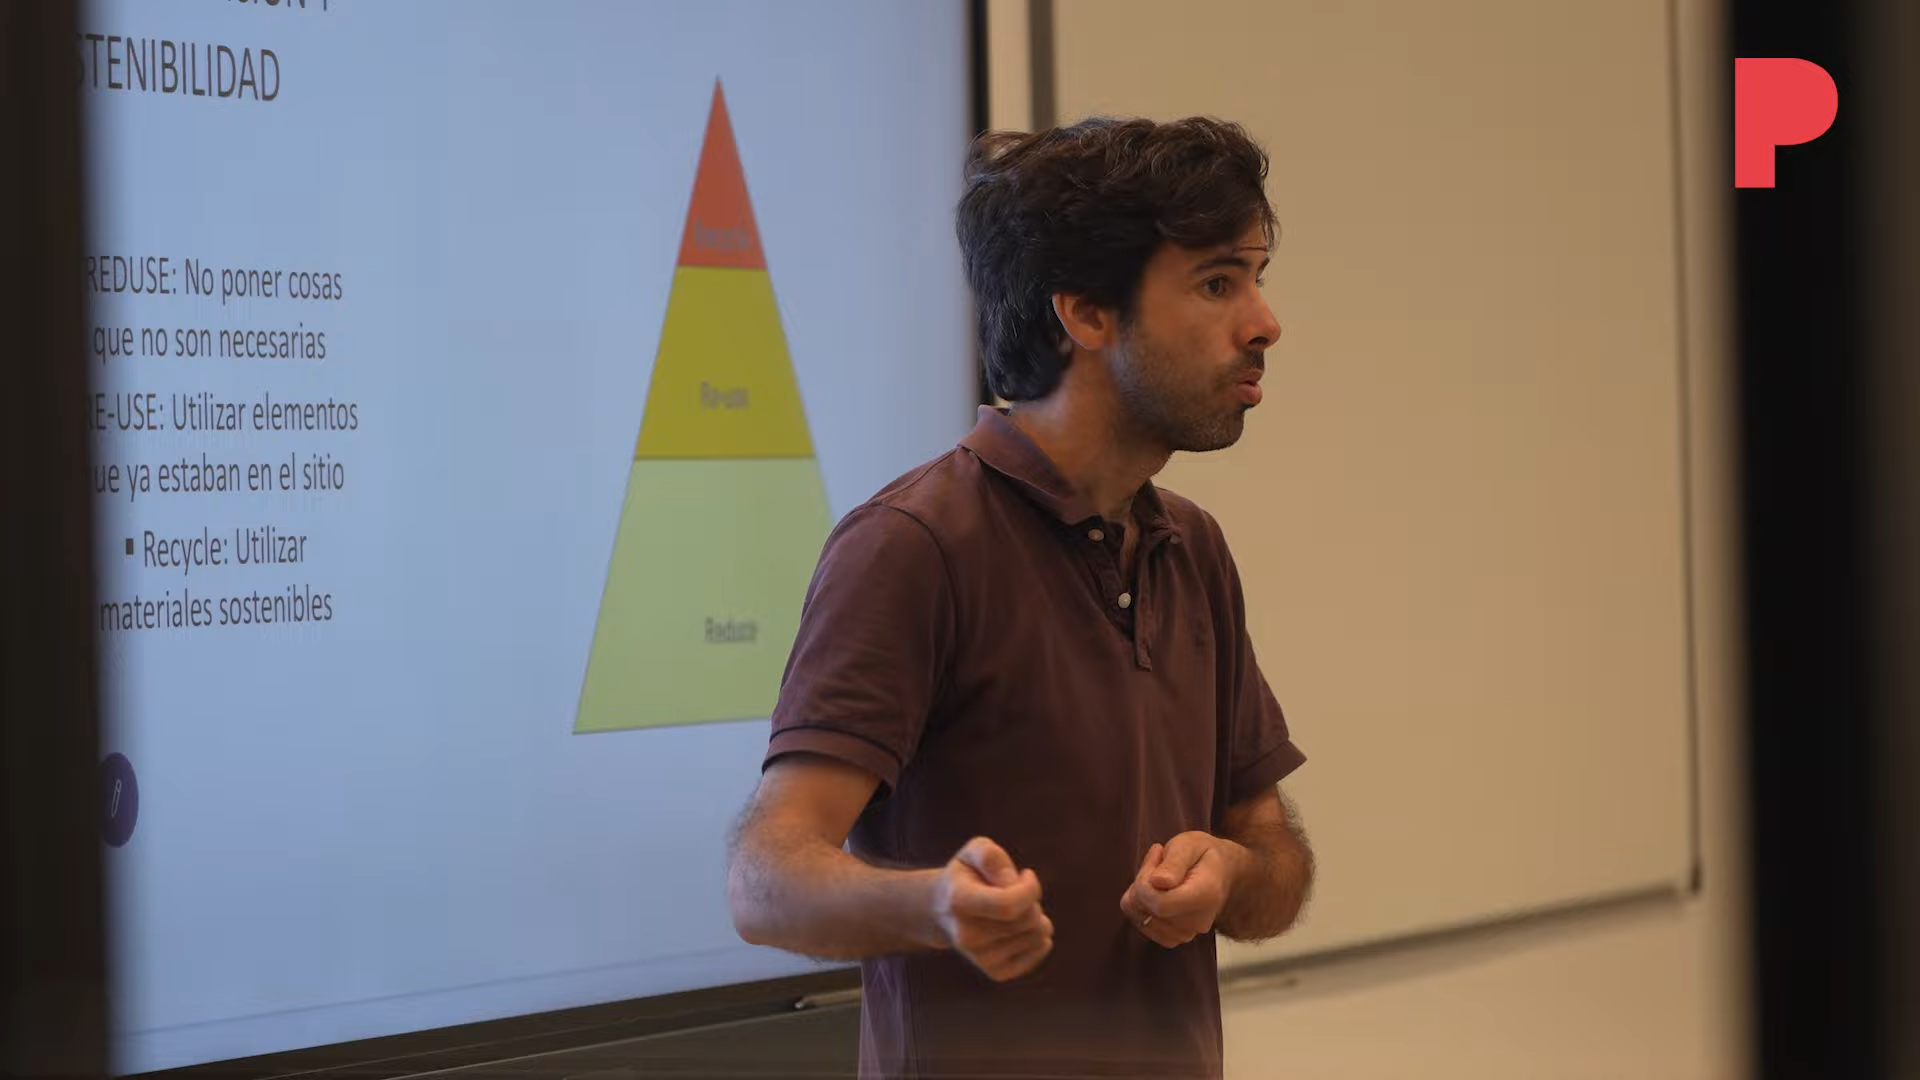 STENIBILIDAD
REDUSE: No poner cosas
que no son necesarias
RE-USE: Utilizar elementos
ue ya estaban en el sitio
▪ Recycle: Utilizar
materiales sostenibles
Re-use
Reduce
P